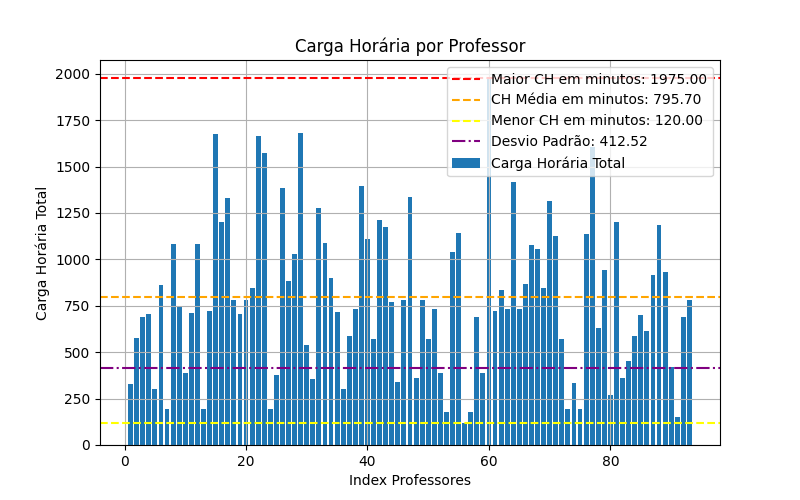 Carga Horária por Professor
Maior CH em minutos: 1975.00
CH Média em minutos: 795.70
Menor CH em minutos: 120.00
Desvio Padrão: 412.52
Carga Horária Total
Carga Horária Total
2000
1750
1500
1250
1000
750
500
250
0
0 20 40 60 80
Index Professores